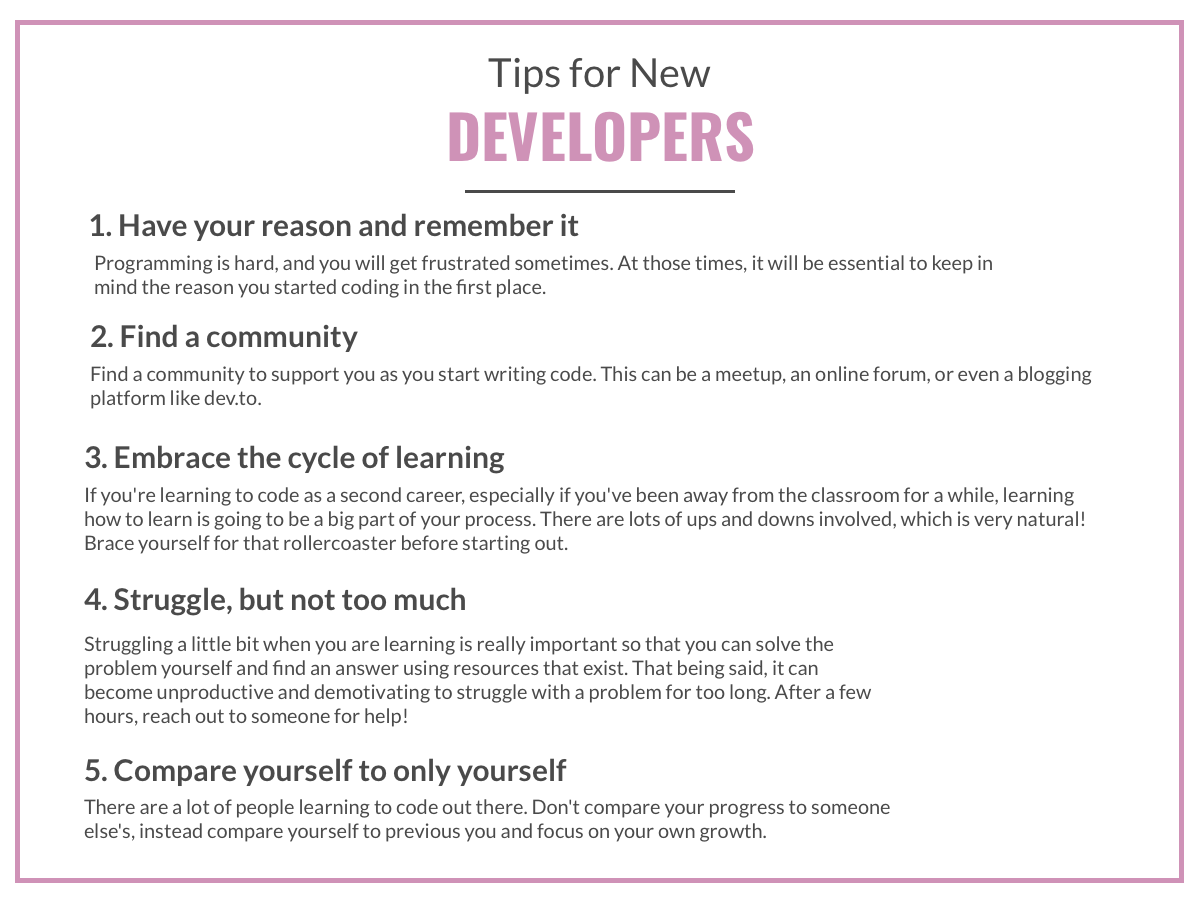 Tips for New
DEVELOPERS
1. Have your reason and remember it
Programming is hard, and you will get frustrated sometimes. At those times, it will be essential to keep in
mind the reason you started coding in the first place.
2. Find a community
Find a community to support you as you start writing code. This can be a meetup, an online forum, or even a blogging
platform like dev.to.
3. Embrace the cycle of learning
If you're learning to code as a second career, especially if you've been away from the classroom for a while, learning
how to learn is going to be a big part of your process. There are lots of ups and downs involved, which is very natural!
Brace yourself for that rollercoaster before starting out.
4. Struggle, but not too much
Struggling a little bit when you are learning is really important so that you can solve the
problem yourself and find an answer using resources that exist. That being said, it can
become unproductive and demotivating to struggle with a problem for too long. After a few
hours, reach out to someone for help!
5. Compare yourself to only yourself
There are a lot of people learning to code out there. Don't compare your progress to someone
else's, instead compare yourself to previous you and focus on your own growth.